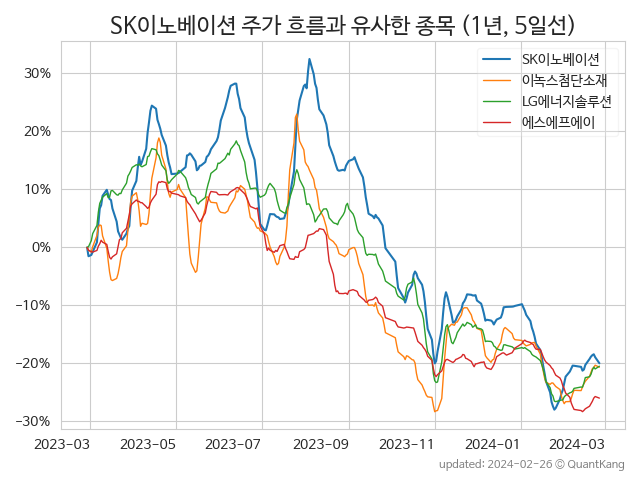 SK이노베이션 주가 흐름과 유사한 종목 (1년, 5일선)
SK이노베이션
이녹스첨단소재
LG에너지솔루션
에스에프에이
30%
20%
10%
0%
−10%
−20%
−30%
2023-03 2023-05 2023-07 2023-09 2023-11 2024-01 2024-03
updated: 2024-02-26 © QuantKang